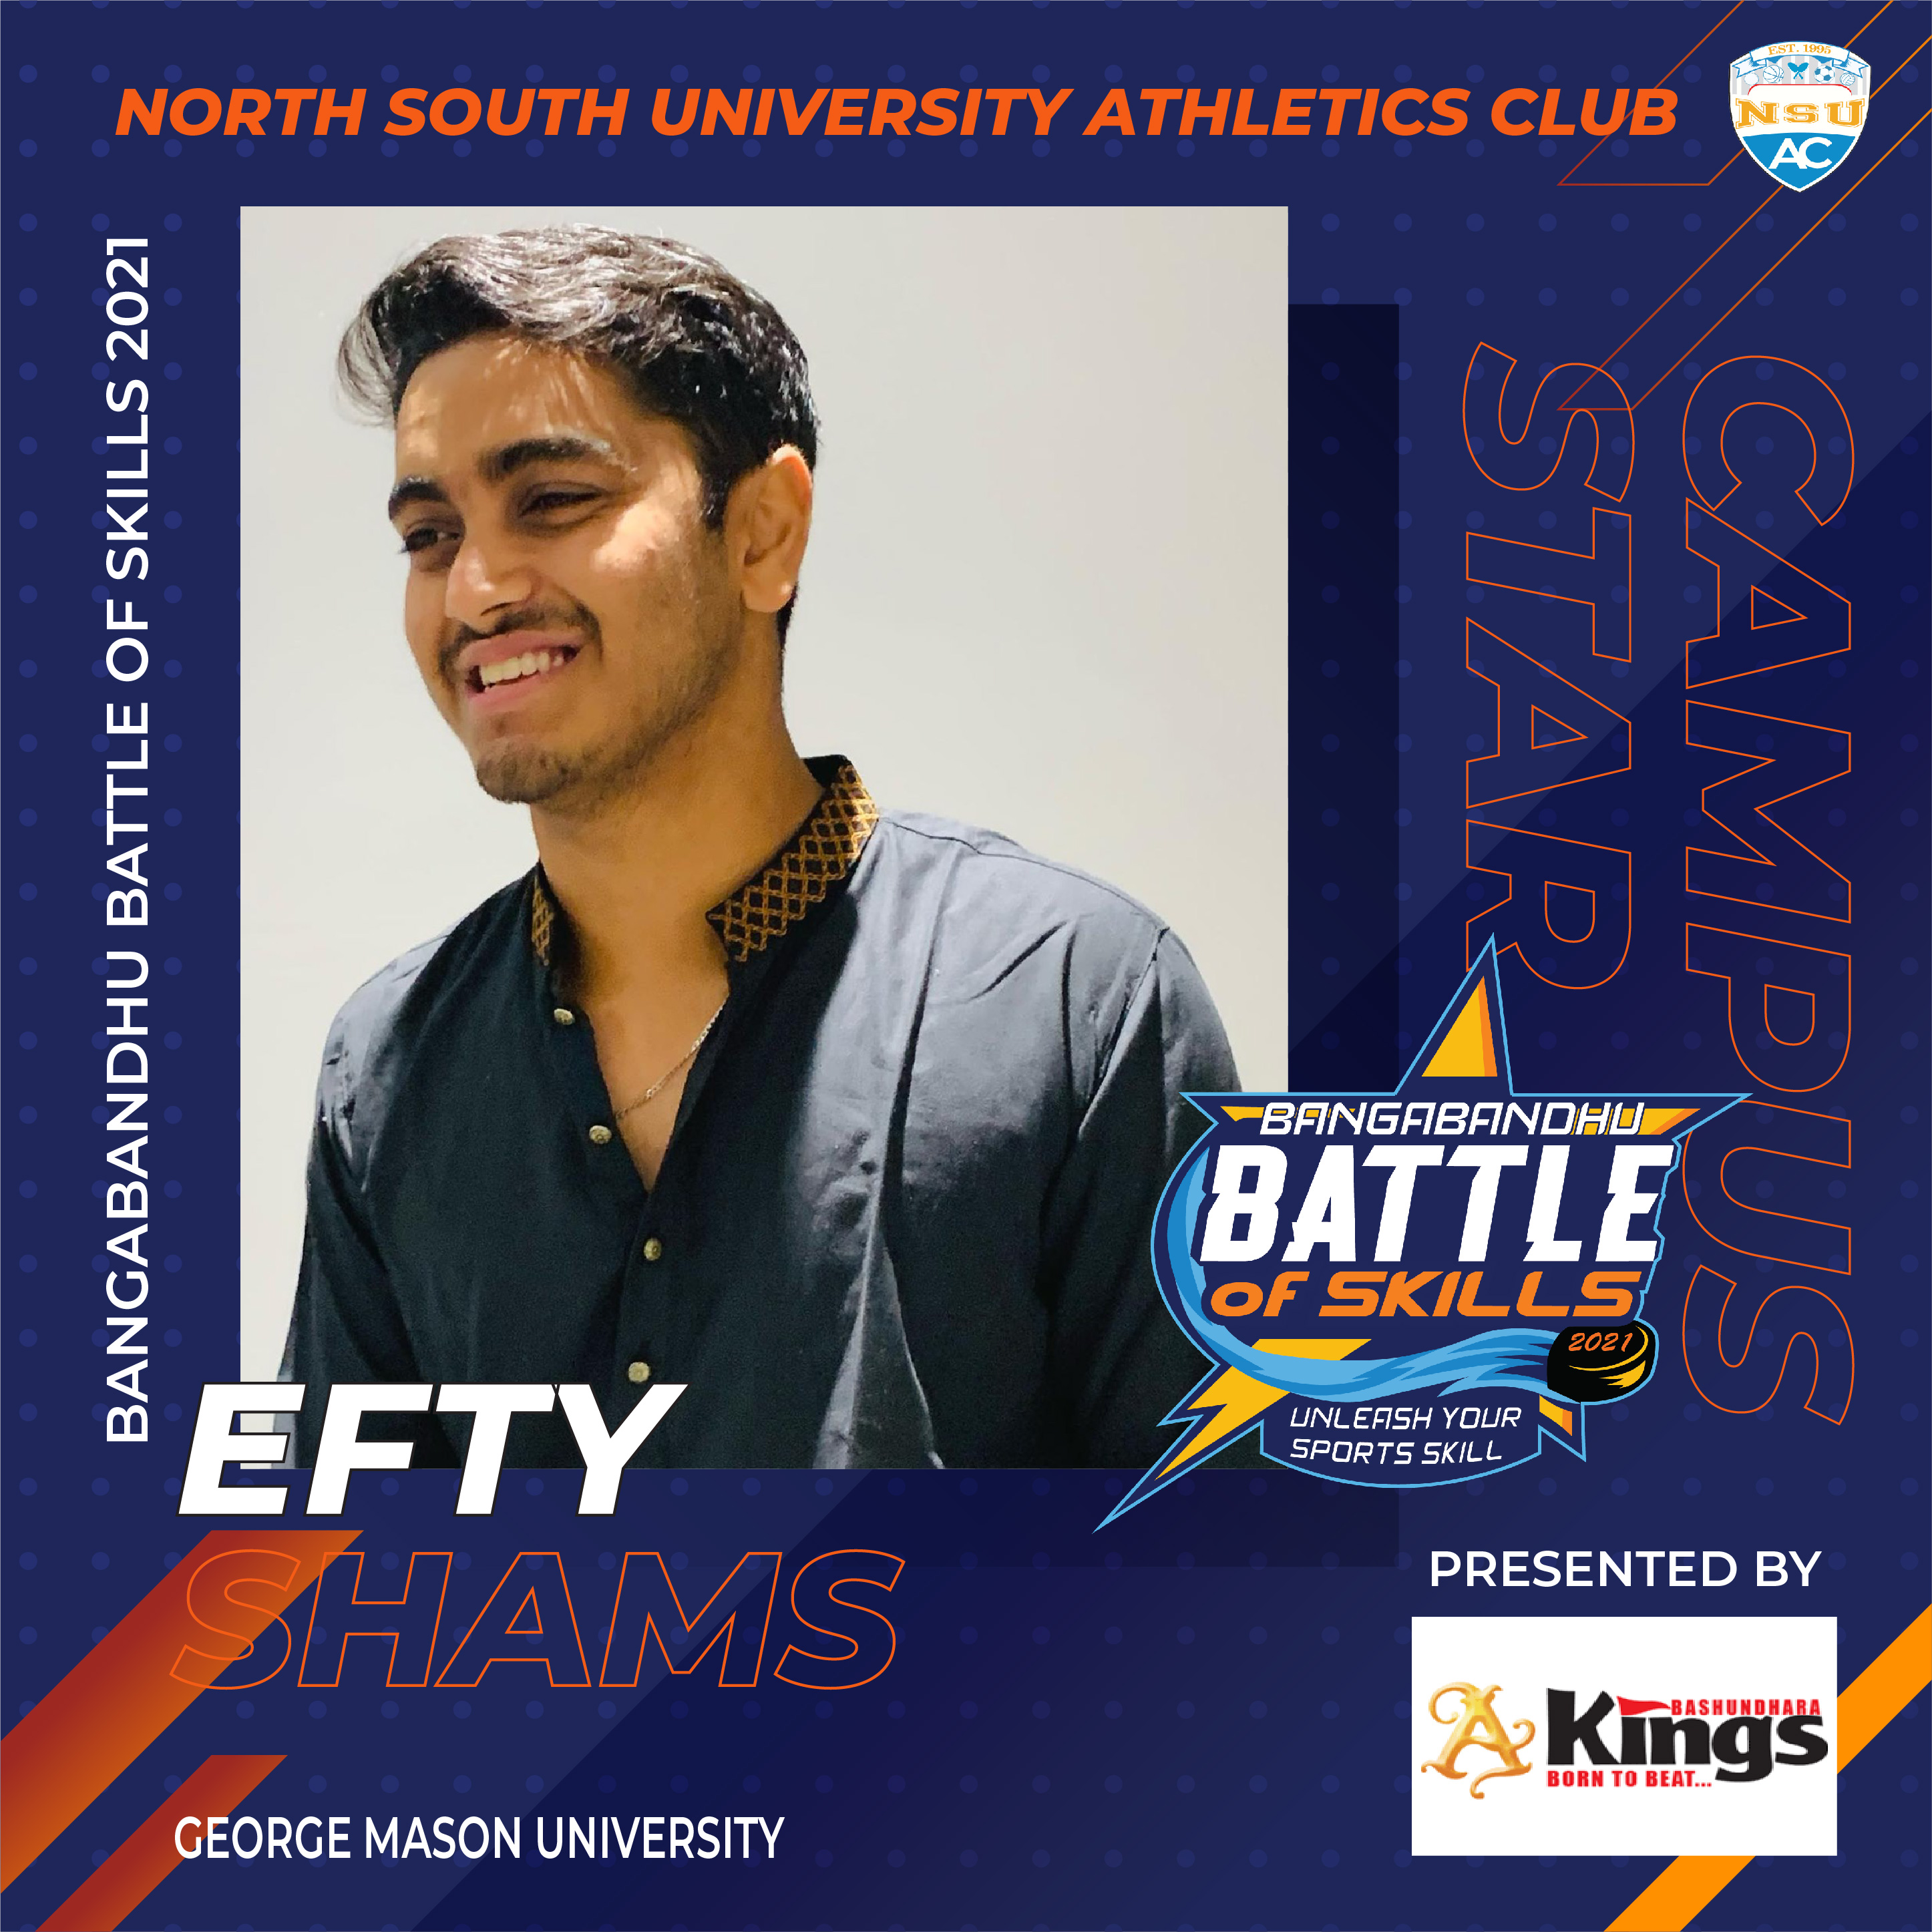 NORTH SOUTH UNIVERSITY ATHLETICS CLUB
EST. 1995
NSU
AC
BANGABANDHU BATTLE OF SKILLS 2021
CAMPUS
STAR
BANGABANDHU
BATTLE
OF SKILLS
2021
UNLEASH YOUR
SPORTS SKILL
EFTY
SHAMS
GEORGE MASON UNIVERSITY
PRESENTED BY
A
BASHUNDHARA
Kings
BORN TO BEAT...